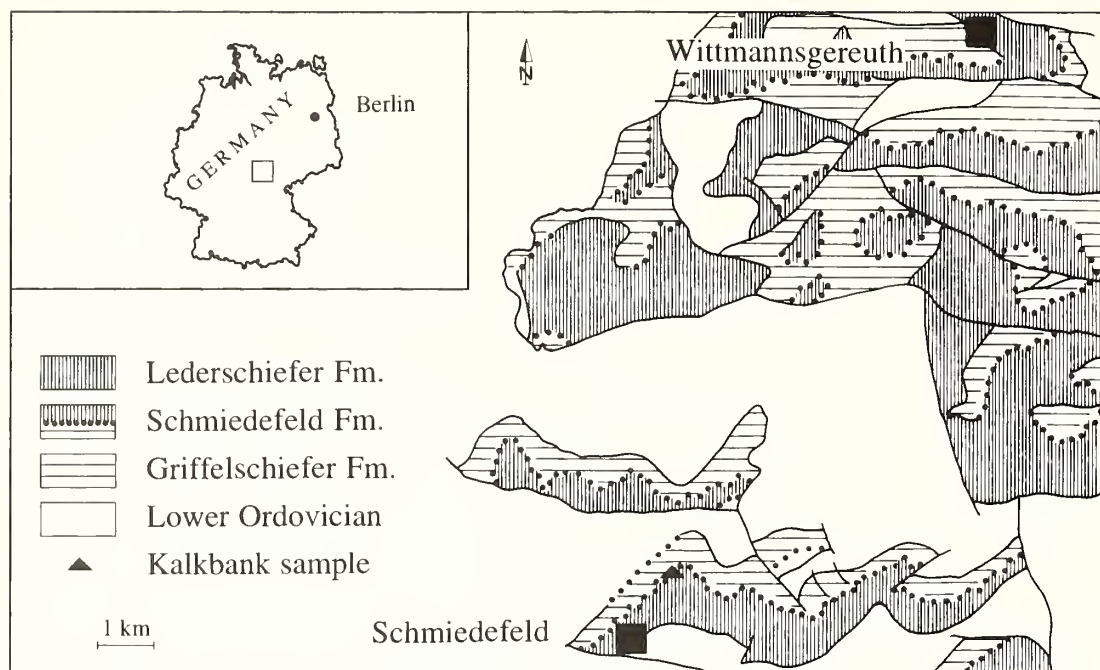 GERMANY
Berlin
N
Wittmannsgereuth
Lederschiefer Fm.
Schmiedefeld Fm.
Griffelschiefer Fm.
Lower Ordovician
Kalkbank sample
1 km
Schmiedefeld